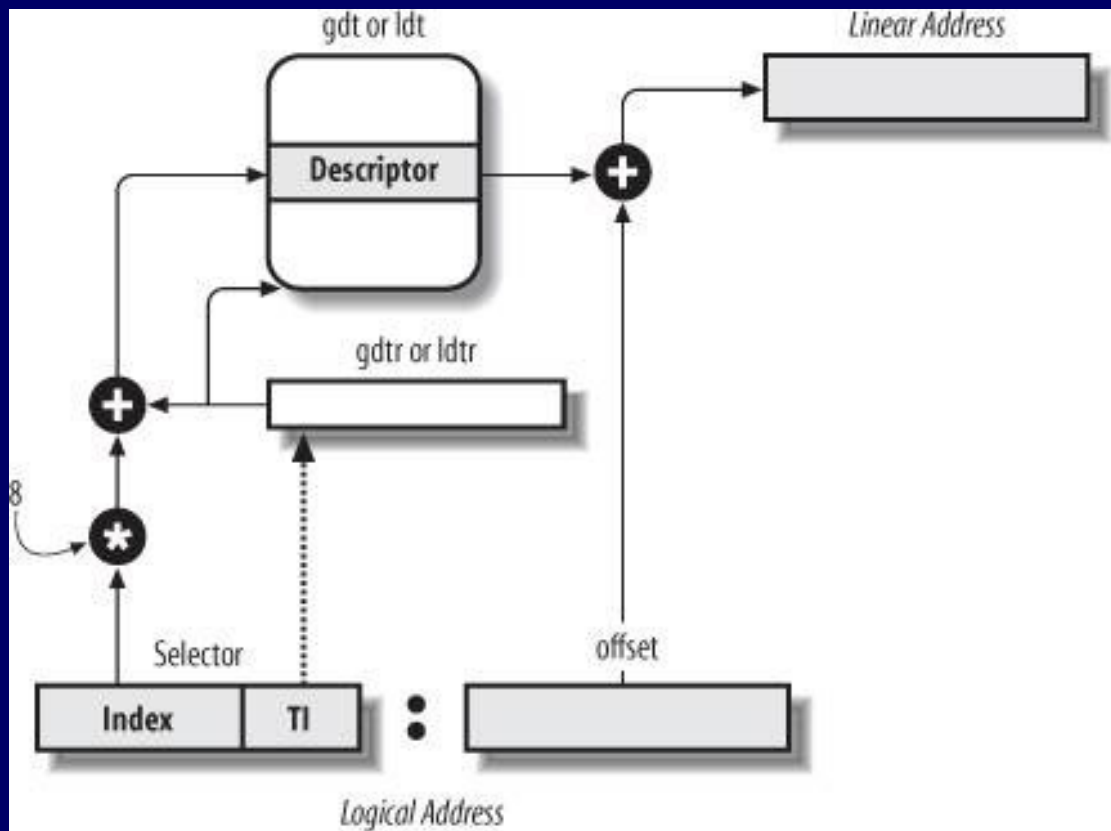 gdt or ldt
Linear Address
Descriptor
+
gdtr or ldtr
+
8
*
Selector
offset
Index
TI
:
Logical Address